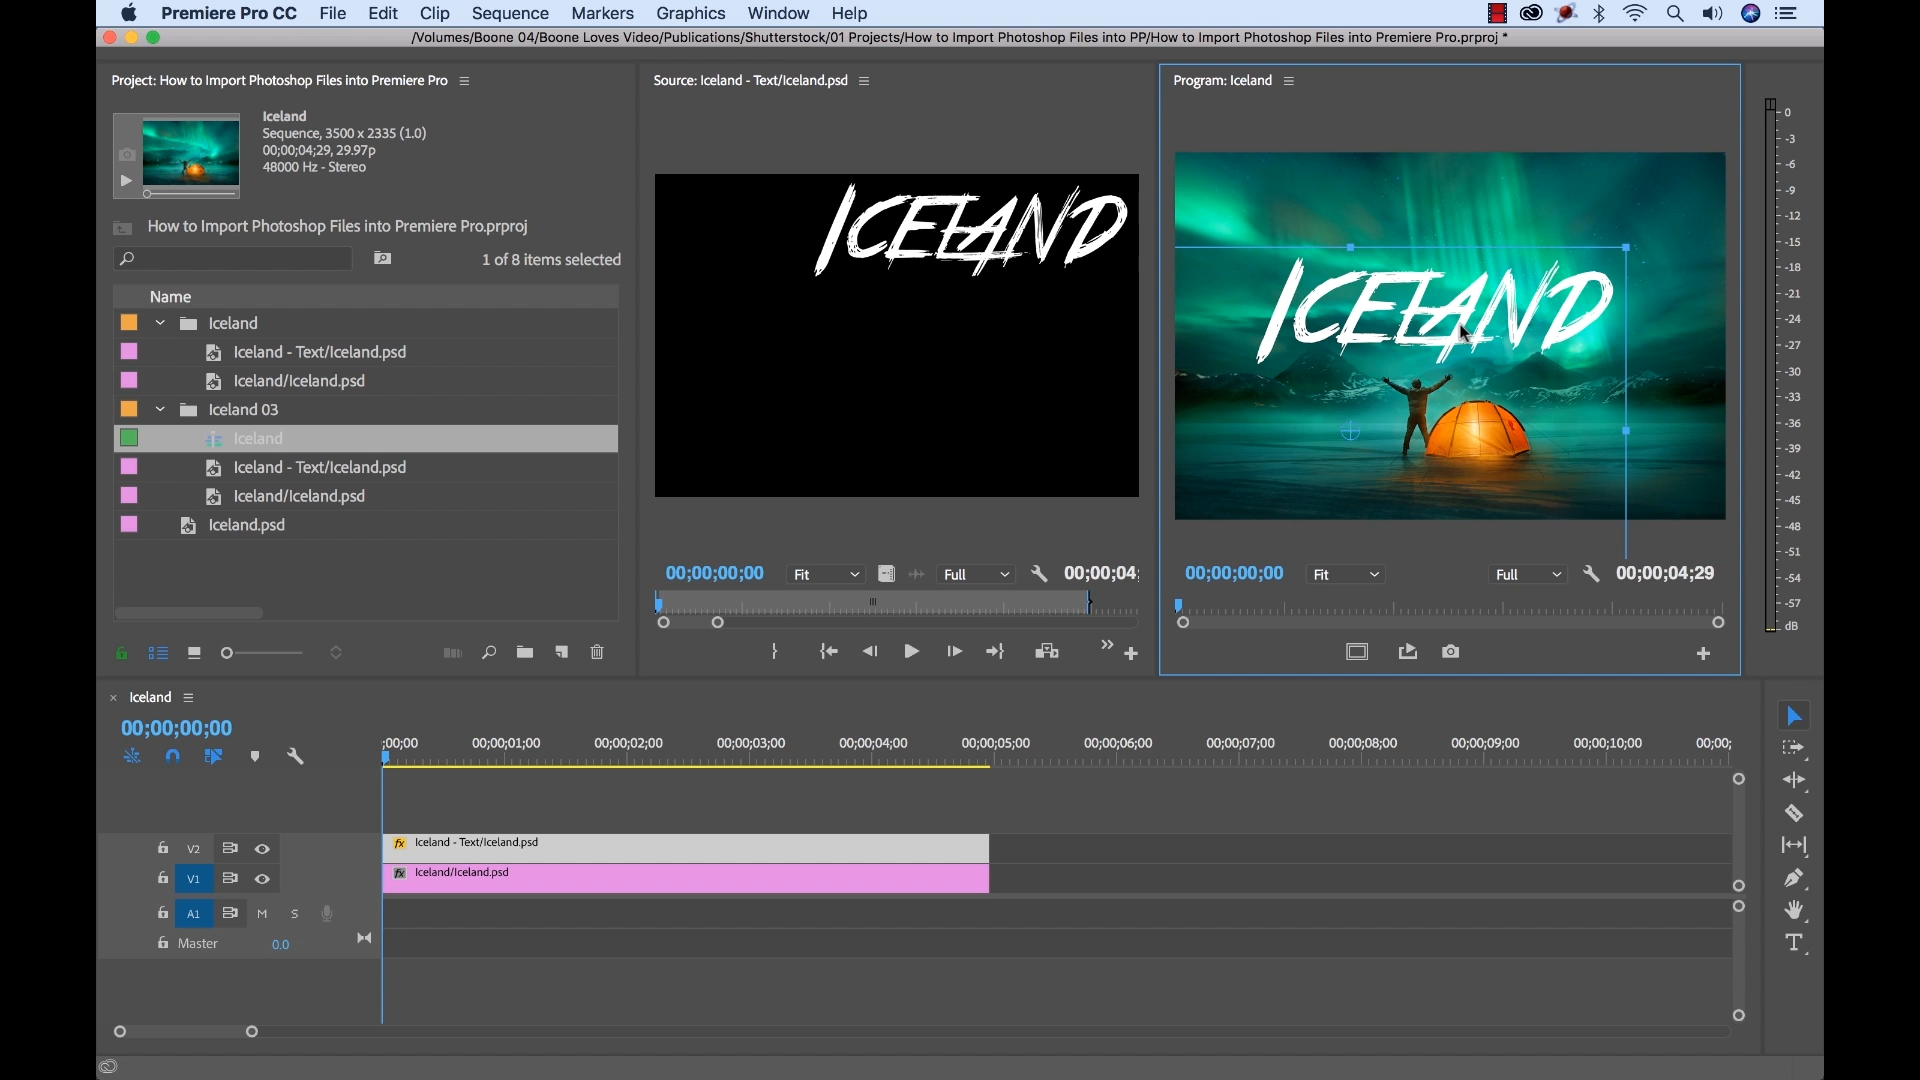 Premiere Pro CC File Edit Clip Sequence Markers Graphics Window Help
/Volumes/Boone 04/Boone Loves Video/Publications/Shutterstock/01 Projects/How to Import Photoshop Files into PP/How to Import Photoshop Files into Premiere Pro.prproj *
Project: How to Import Photoshop Files into Premiere Pro
Iceland
Sequence, 3500 x 2335 (1.0)
00;00;04;29, 29.97p
48000 Hz - Stereo
How to Import Photoshop Files into Premiere Pro.prproj
1 of 8 items selected
Name
Iceland
Iceland - Text/Iceland.psd
Iceland/Iceland.psd
Iceland 03
Iceland
Iceland - Text/Iceland.psd
Iceland/Iceland.psd
Iceland.psd
Source: Iceland - Text/Iceland.psd
ICELAND
00;00;00;00 Fit Full 00;00;04;
Program: Iceland
ICELAND
00;00;00;00 Fit Full 00;00;04;29
0
-3
-6
-9
-12
-15
-18
-21
-24
-27
-30
-33
-36
-39
-42
-45
-48
-51
-54
-57
dB
× Iceland
00;00;00;00
;00;00 00;00;01;00 00;00;02;00 00;00;03;00 00;00;04;00 00;00;05;00 00;00;06;00 00;00;07;00 00;00;08;00 00;00;09;00 00;00;10;00 00;00;
V2 fx Iceland - Text/Iceland.psd
V1 fx Iceland/Iceland.psd
A1 M S
Master 0.0